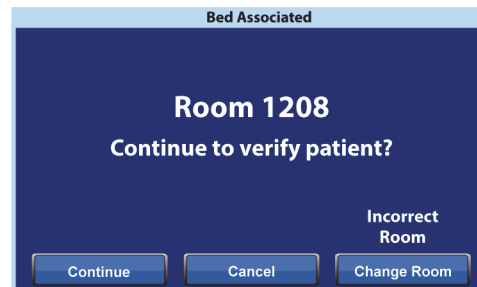 Bed Associated
Room 1208
Continue to verify patient?
Incorrect
Room
Continue
Cancel
Change Room